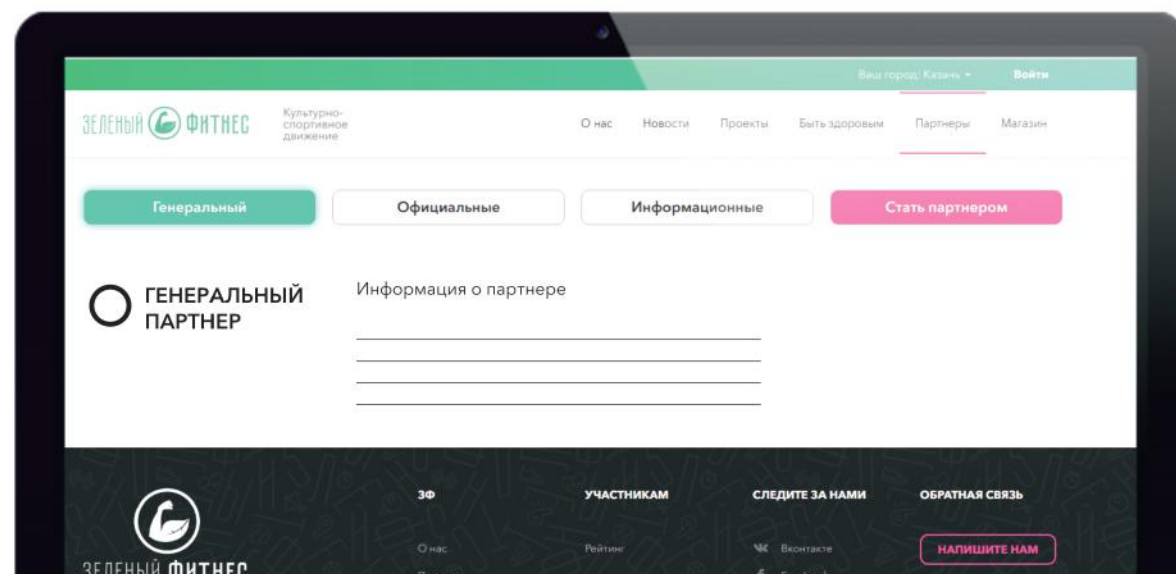 Ваш город: Казань
Войти
ЗЕЛЕНЫЙ ФИТНЕС
Культурно-
спортивное
движение
О нас Новости Проекты Быть здоровым Партнеры Магазин
Генеральный Официальные Информационные Стать партнером
ГЕНЕРАЛЬНЫЙ
ПАРТНЕР
Информация о партнере
ЗФ УЧАСТНИКАМ СЛЕДИТЕ ЗА НАМИ ОБРАТНАЯ СВЯЗЬ
О нас Рейтинг Вконтакте НАПИШИТЕ НАМ
ЗЕЛЕНЫЙ ФИТНЕС